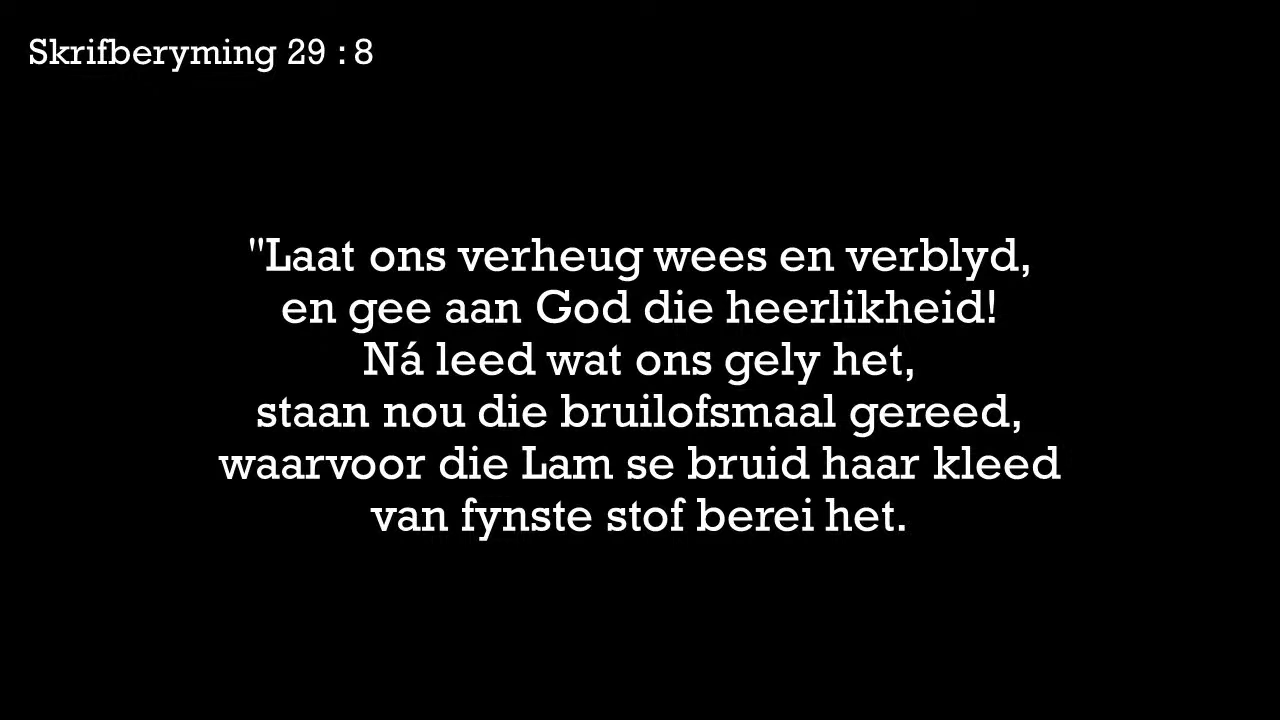 Skrifberyming 29 : 8
"Laat ons verheug wees en verblyd,
en gee aan God die heerlikheid!
Ná leed wat ons gely het,
staan nou die bruilofsmaal gereed,
waarvoor die Lam se bruid haar kleed
van fynste stof berei het.